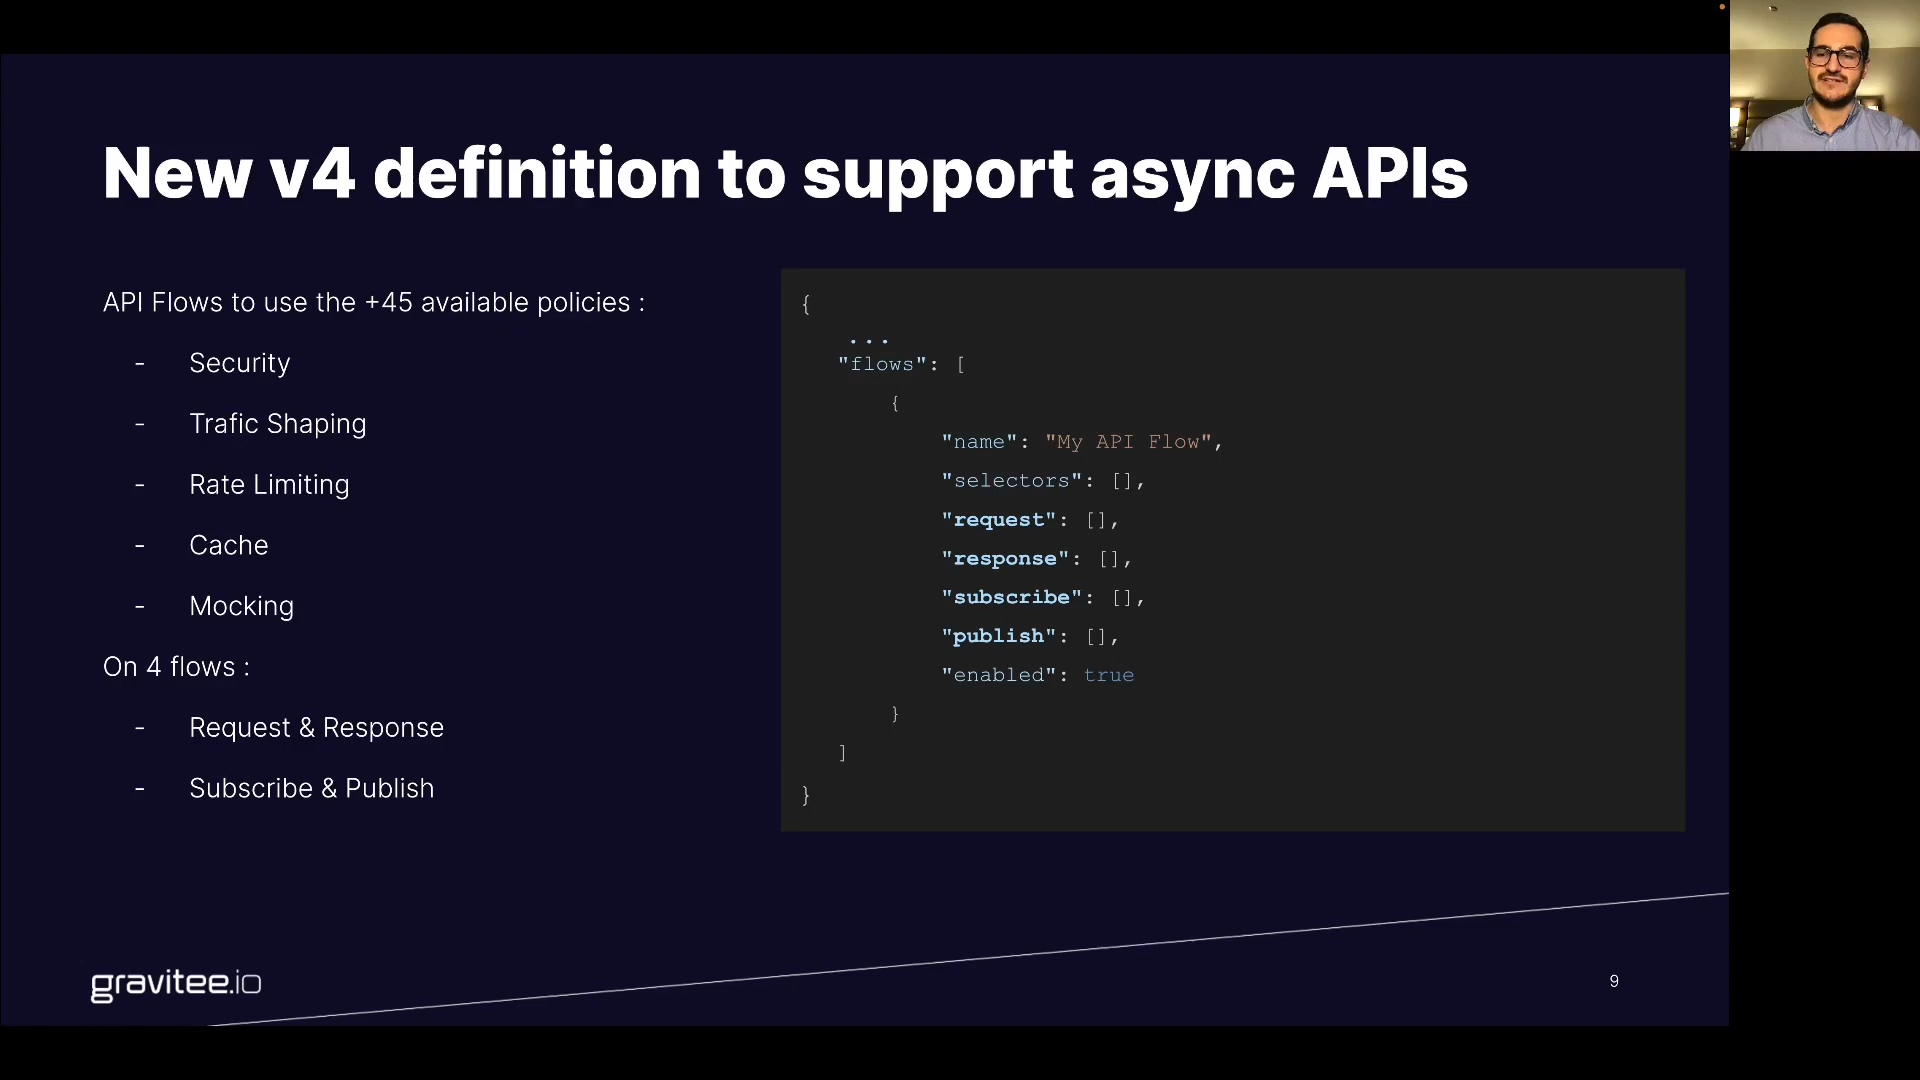 New v4 definition to support async APIs
API Flows to use the +45 available policies :
- Security
- Trafic Shaping
- Rate Limiting
- Cache
- Mocking
On 4 flows :
- Request & Response
- Subscribe & Publish
{
...
"flows": [
{
"name": "My API Flow",
"selectors": [],
"request": [],
"response": [],
"subscribe": [],
"publish": [],
"enabled": true
}
]
}
gravitee.io
9